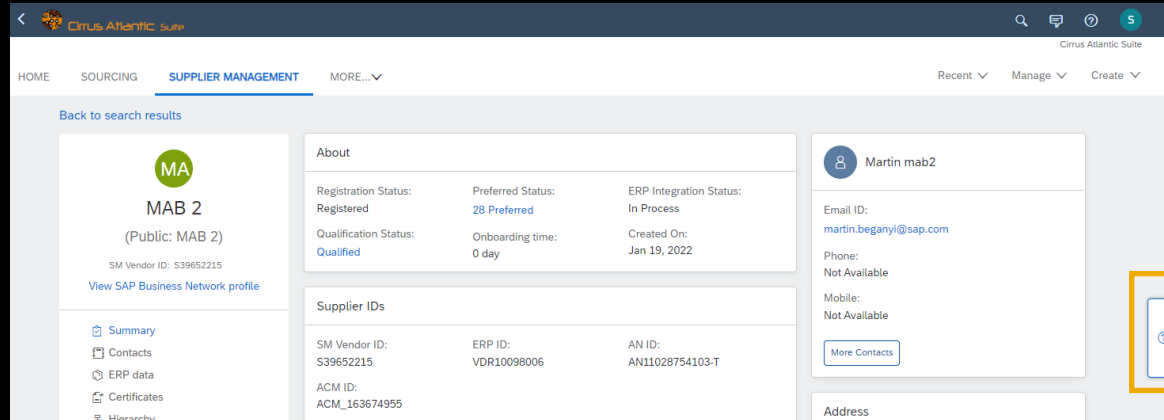 Cirrus Atlantic Suite
S
Cirrus Atlantic Suite
HOME SOURCING SUPPLIER MANAGEMENT MORE... Recent Manage Create
Back to search results
MA
MAB 2
(Public: MAB 2)
SM Vendor ID: S39652215
View SAP Business Network profile
Summary
Contacts
ERP data
Certificates
Hierarchy
About
Registration Status: Preferred Status: ERP Integration Status:
Registered 28 Preferred In Process
Qualification Status: Onboarding time: Created On:
Qualified 0 day Jan 19, 2022
Supplier IDs
SM Vendor ID: ERP ID: AN ID:
S39652215 VDR10098006 AN11028754103-T
ACM ID:
ACM_163674955
Martin mab2
Email ID:
martin.beganyi@sap.com
Phone:
Not Available
Mobile:
Not Available
More Contacts
Address